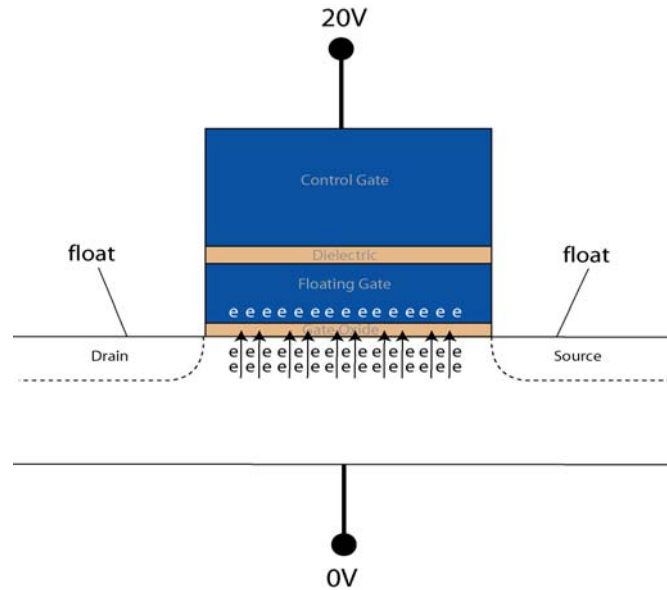 20V
Control Gate
float
Dielectric
float
Floating Gate
e e e e e e e e e e e e e
Gate Oxide
Drain
e e e e e e e e e e
Source
e e e e e e e e e e
0V